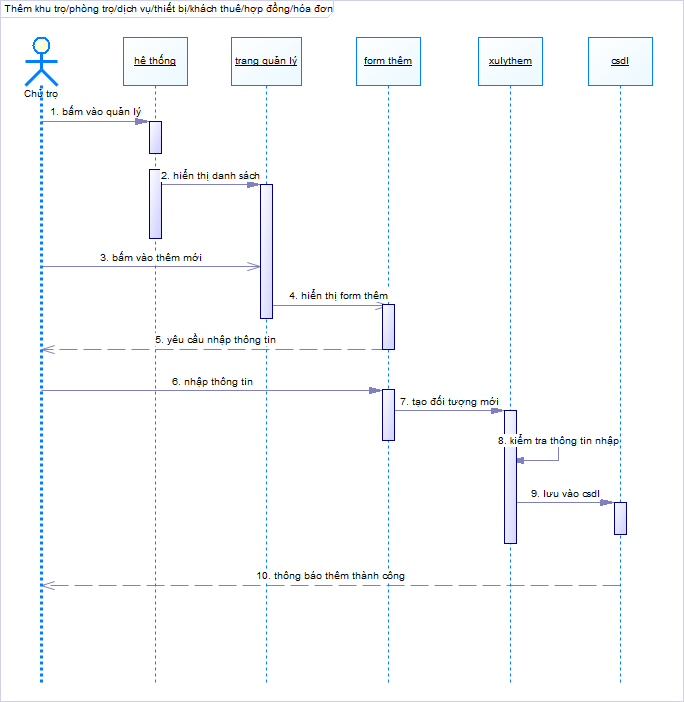 Thêm khu trọ/phòng trọ/dịch vụ/thiết bị/khách thuê/hợp đồng/hóa đơn
hệ thống
trang quản lý
form thêm
xulythem
csdl
Chủ trọ
1. bấm vào quản lý
2. hiển thị danh sách
3. bấm vào thêm mới
4. hiển thị form thêm
5. yêu cầu nhập thông tin
6. nhập thông tin
7. tạo đối tượng mới
8. kiểm tra thông tin nhập
9. lưu vào csdl
10. thông báo thêm thành công